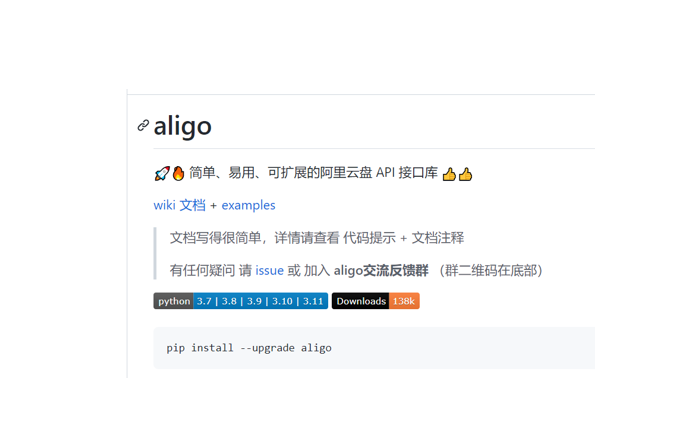 aligo
🚀🔥 简单、易用、可扩展的阿里云盘 API 接口库 👍👍
wiki 文档 + examples
文档写得很简单，详情请查看 代码提示 + 文档注释
有任何疑问 请 issue 或 加入 aligo交流反馈群 （群二维码在底部）
python 3.7 | 3.8 | 3.9 | 3.10 | 3.11 Downloads 138k
pip install --upgrade aligo